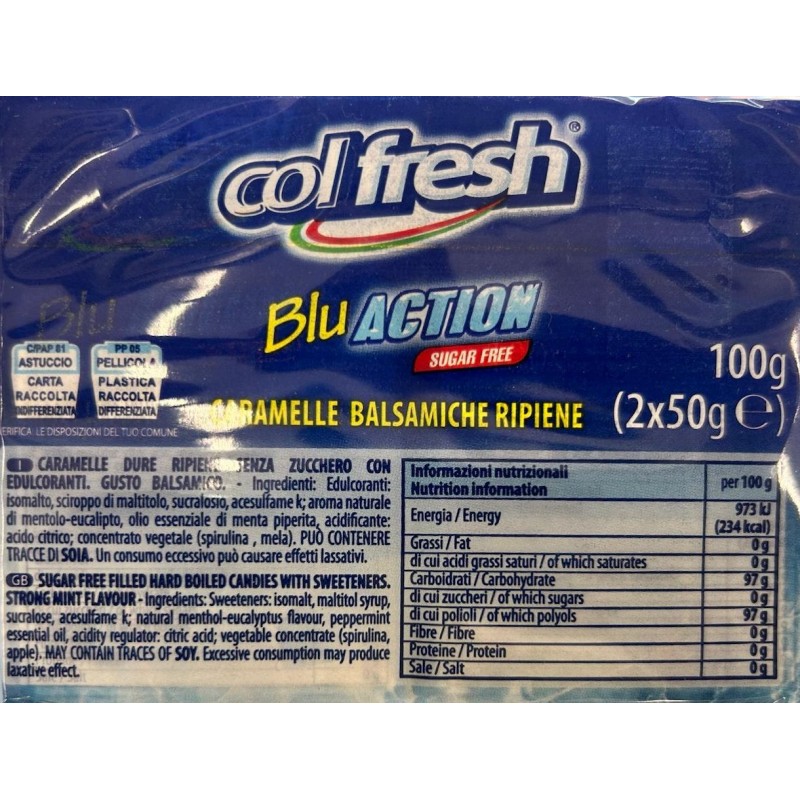 col fresh®
Blu ACTION
SUGAR FREE
Blu
C/PAP 81
ASTUCCIO
CARTA
RACCOLTA
INDIFFERENZIATA
PP 05
PELLICOLA
PLASTICA
RACCOLTA
DIFFERENZIATA
VERIFICA LE DISPOSIZIONI DEL TUO COMUNE
CARAMELLE BALSAMICHE RIPIENE
100g
(2x50g ℮)
I CARAMELLE DURE RIPIENE SENZA ZUCCHERO CON
EDULCORANTI. GUSTO BALSAMICO. - Ingredienti: Edulcoranti:
isomalto, sciroppo di maltitolo, sucralosio, acesulfame k; aroma naturale
di mentolo-eucalipto, olio essenziale di menta piperita, acidificante:
acido citrico; concentrato vegetale (spirulina , mela). PUÒ CONTENERE
TRACCE DI SOIA. Un consumo eccessivo può causare effetti lassativi.
GB SUGAR FREE FILLED HARD BOILED CANDIES WITH SWEETENERS.
STRONG MINT FLAVOUR - Ingredients: Sweeteners: isomalt, maltitol syrup,
sucralose, acesulfame k; natural menthol-eucalyptus flavour, peppermint
essential oil, acidity regulator: citric acid; vegetable concentrate (spirulina,
apple). MAY CONTAIN TRACES OF SOY. Excessive consumption may produce
laxative effect.
Informazioni nutrizionali
Nutrition information per 100 g
Energia / Energy 973 kJ
(234 kcal)
Grassi / Fat 0 g
di cui acidi grassi saturi / of which saturates 0 g
Carboidrati / Carbohydrate 97 g
di cui zuccheri / of which sugars 0 g
di cui polioli / of which polyols 97 g
Fibre / Fibre 0 g
Proteine / Protein 0 g
Sale / Salt 0 g